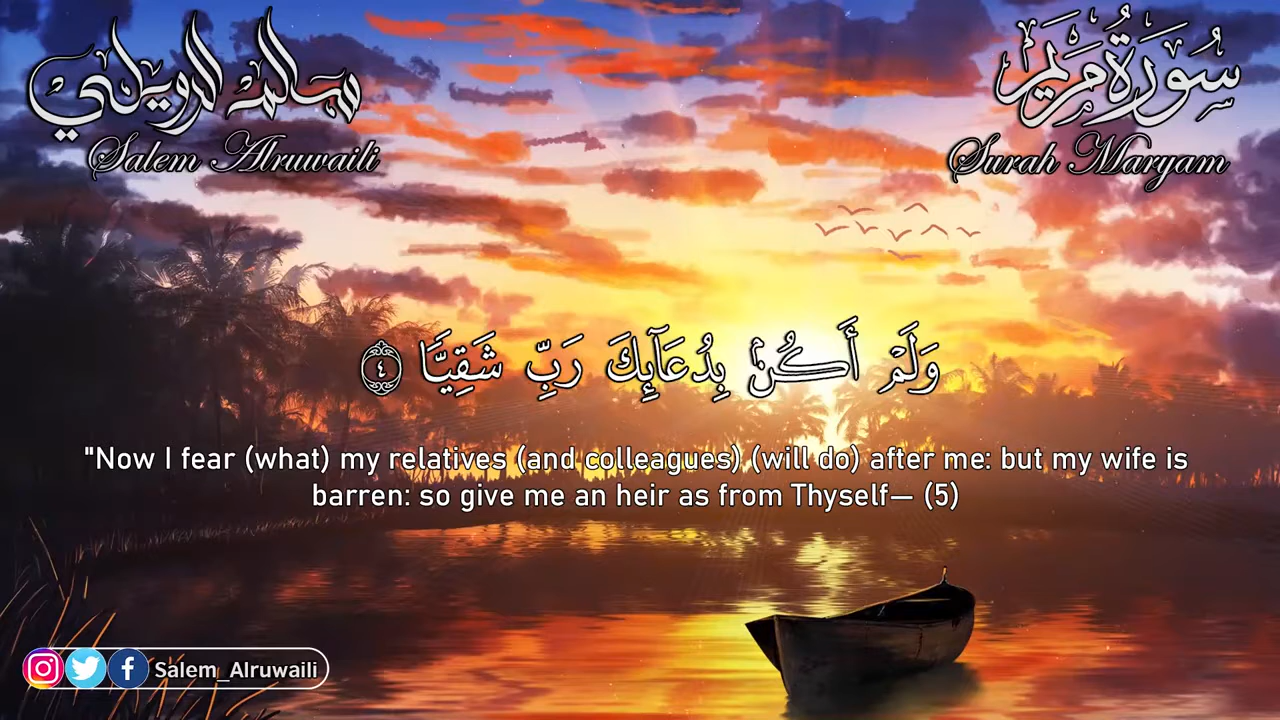 سالم الرويلي
Salem Alruwaili
سورة مريم
Surah Maryam
وَلَمْ أَكُنۢ بِدُعَآئِكَ رَبِّ شَقِيًّا ٤
"Now I fear (what) my relatives (and colleagues) (will do) after me: but my wife is
barren: so give me an heir as from Thyself— (5)
Salem_Alruwaili